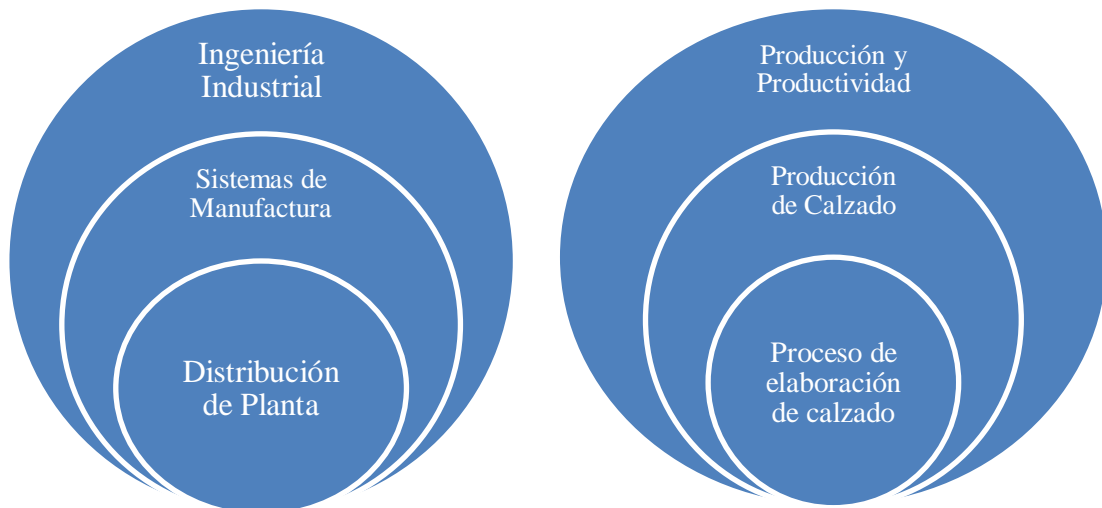 Ingeniería
Industrial
Sistemas de
Manufactura
Distribución
de Planta
Producción y
Productividad
Producción
de Calzado
Proceso de
elaboración
de calzado